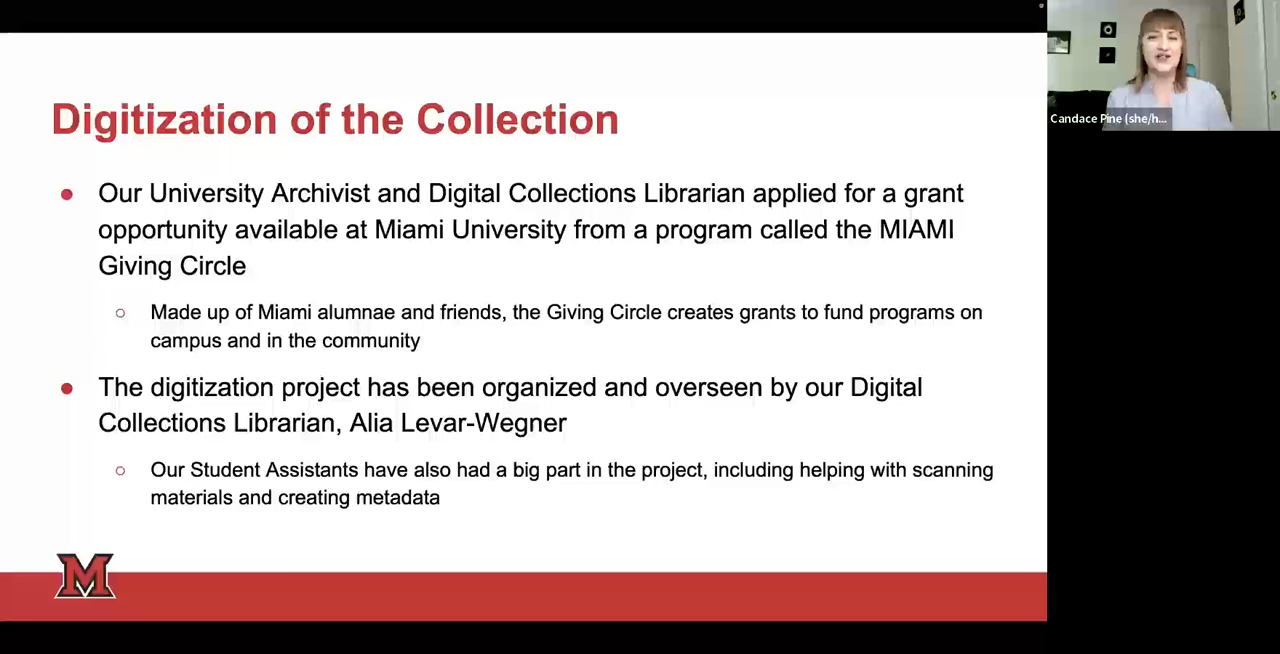 Digitization of the Collection
Our University Archivist and Digital Collections Librarian applied for a grant
opportunity available at Miami University from a program called the MIAMI
Giving Circle
Made up of Miami alumnae and friends, the Giving Circle creates grants to fund programs on
campus and in the community
The digitization project has been organized and overseen by our Digital
Collections Librarian, Alia Levar-Wegner
Our Student Assistants have also had a big part in the project, including helping with scanning
materials and creating metadata
M
Candace Pine (she/h...